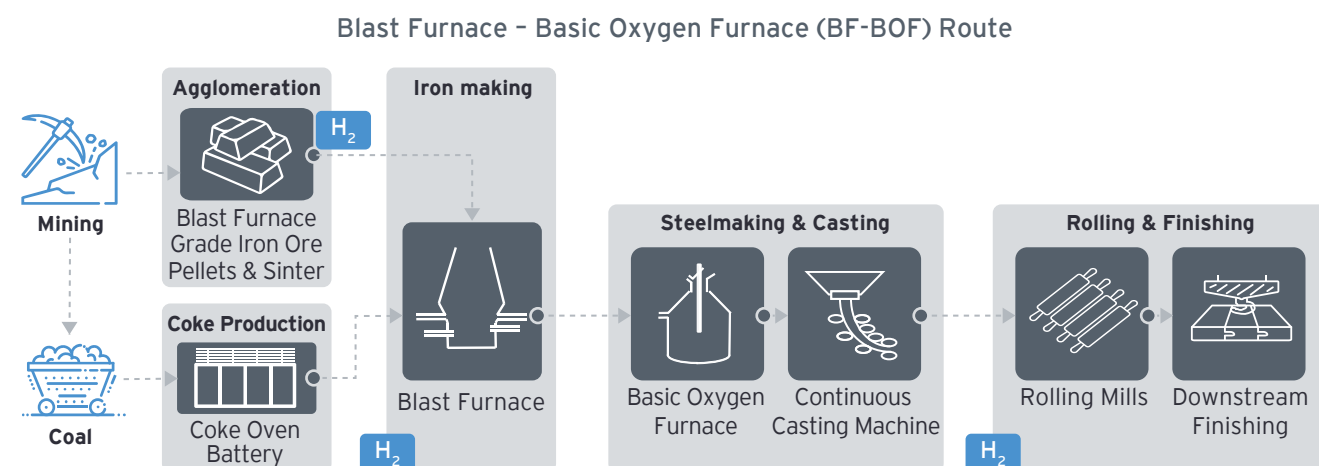 Blast Furnace – Basic Oxygen Furnace (BF-BOF) Route
Agglomeration
H₂
Blast Furnace
Grade Iron Ore
Pellets & Sinter
Mining
Coal
Coke Production
Coke Oven
Battery
Iron making
Blast Furnace
H₂
Steelmaking & Casting
Basic Oxygen
Furnace
Continuous
Casting Machine
Rolling & Finishing
Rolling Mills
Downstream
Finishing
H₂